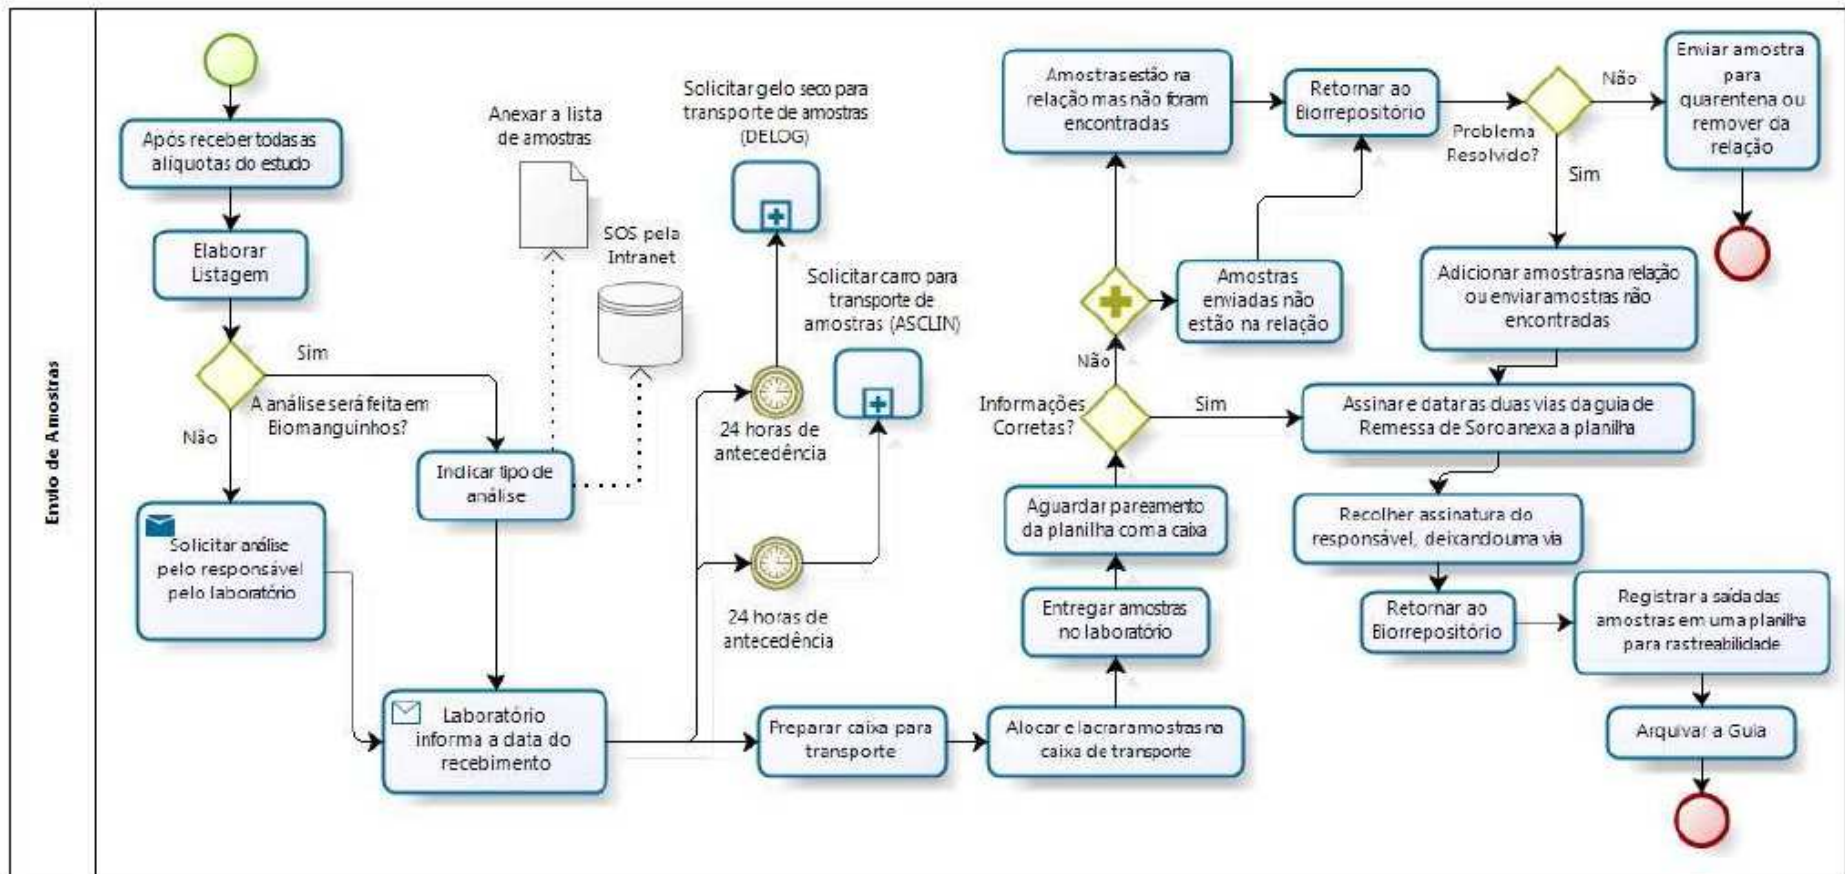 Envio de Amostras
Após receber todas as
alíquotas do estudo
Elaborar
Listagem
Sim
A análise será feita em
Biomanguinhos?
Não
Solicitar análise
pelo responsável
pelo laboratório
Indicar tipo de
análise
Anexar a lista
de amostras
SOS pela
Intranet
Laboratório
informa a data do
recebimento
Solicitar gelo seco para
transporte de amostras
(DELOG)
Solicitar carro para
transporte de
amostras (ASCLIN)
24 horas de
antecedência
24 horas de
antecedência
Preparar caixa para
transporte
Alocar e lacrar amostras na
caixa de transporte
Entregar amostras
no laboratório
Aguardar pareamento
da planilha com a caixa
Informações
Corretas?
Não
Sim
Amostras estão na
relação mas não foram
encontradas
Amostras
enviadas não
estão na relação
Retornar ao
Biorrepositório
Problema
Resolvido?
Não
Sim
Enviar amostra
para
quarentena ou
remover da
relação
Adicionar amostras na relação
ou enviar amostras não
encontradas
Assinar e datar as duas vias da guia de
Remessa de Soro anexa a planilha
Recolher assinatura do
responsável, deixando uma via
Retornar ao
Biorrepositório
Registrar a saída das
amostras em uma planilha
para rastreabilidade
Arquivar a Guia